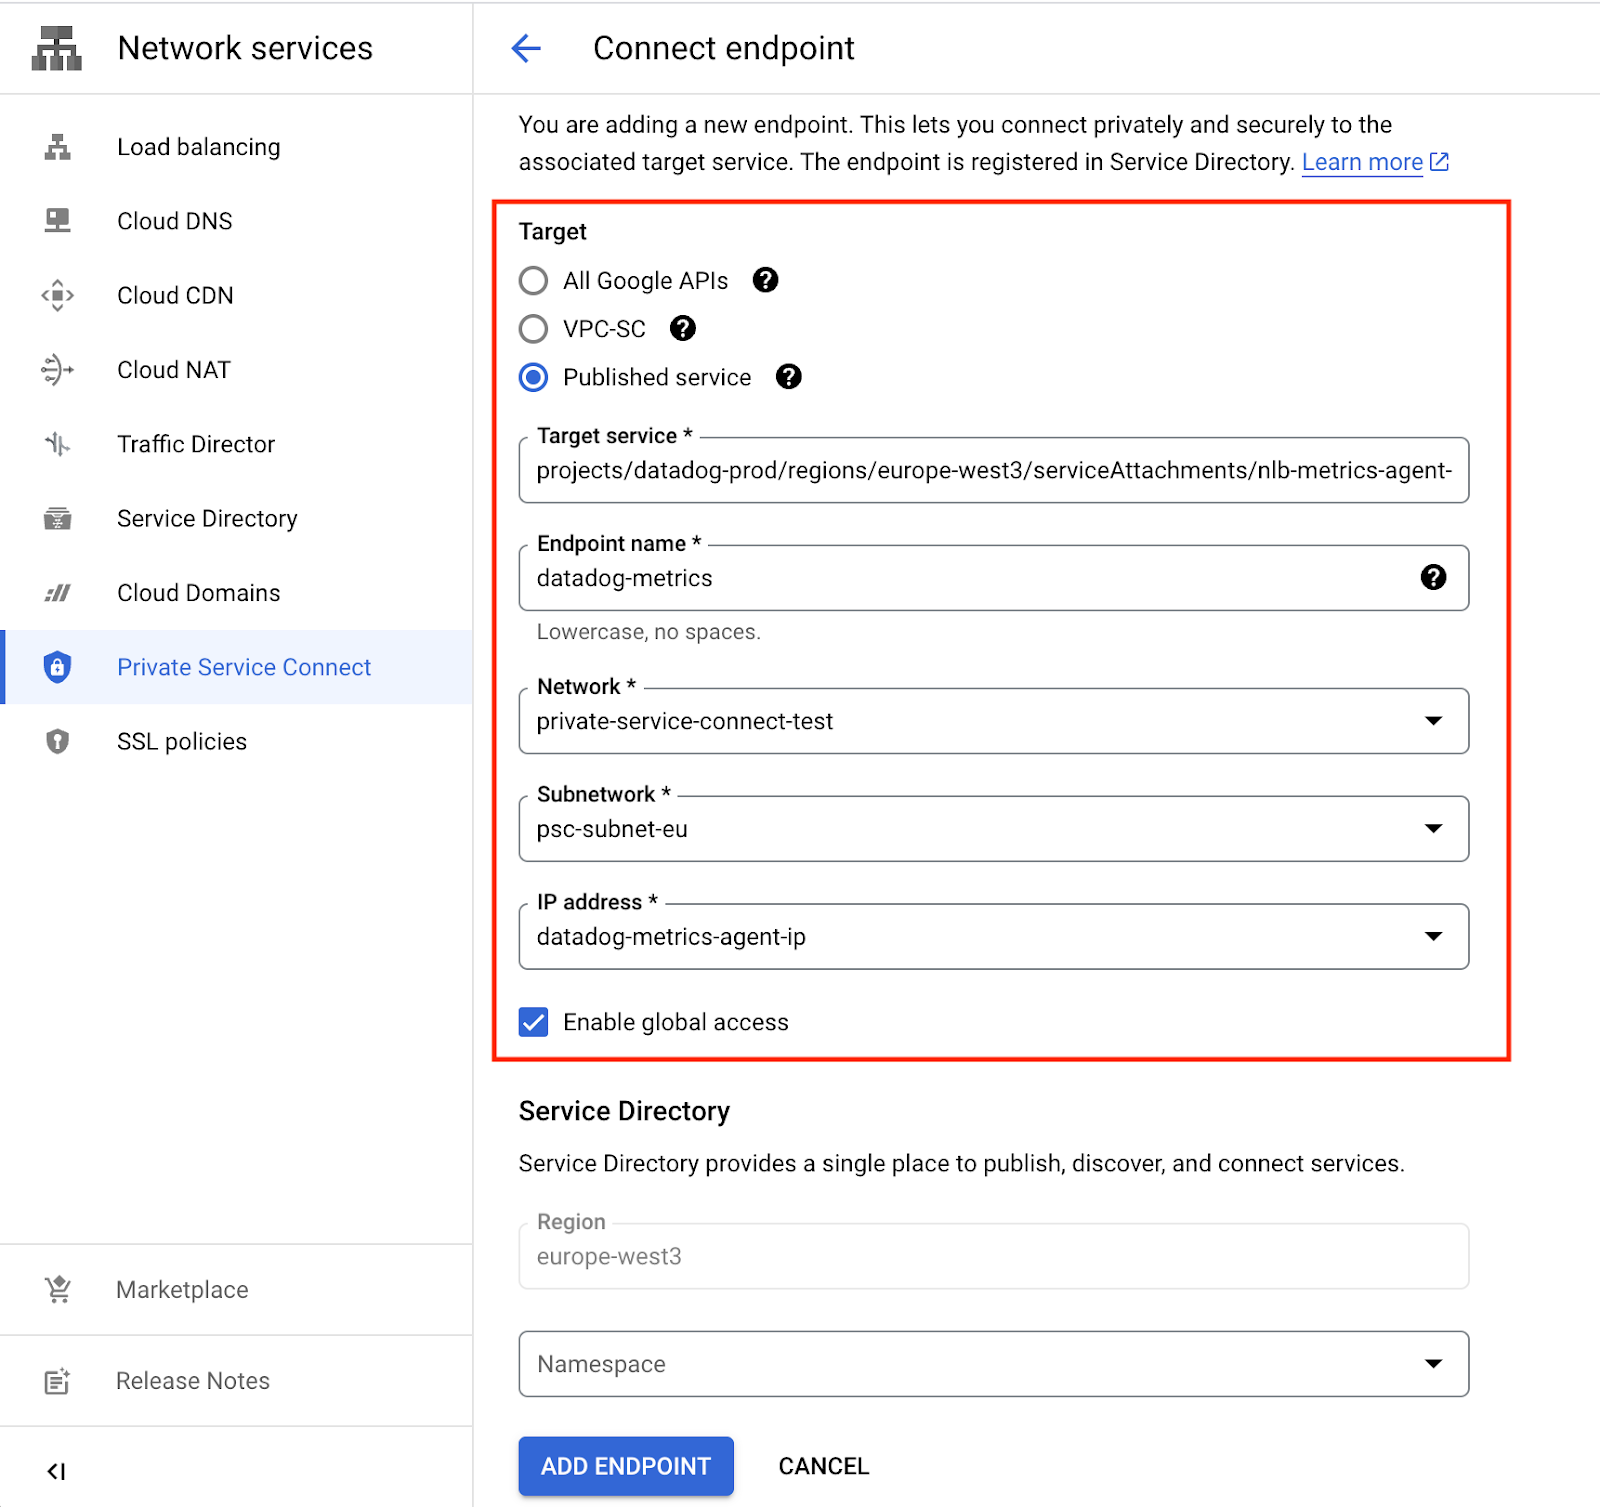 Network services
Connect endpoint
Load balancing
Cloud DNS
Cloud CDN
Cloud NAT
Traffic Director
Service Directory
Cloud Domains
Private Service Connect
SSL policies
Marketplace
Release Notes
You are adding a new endpoint. This lets you connect privately and securely to the
associated target service. The endpoint is registered in Service Directory. Learn more
Target
All Google APIs
VPC-SC
Published service
Target service *
projects/datadog-prod/regions/europe-west3/serviceAttachments/nlb-metrics-agent-
Endpoint name *
datadog-metrics
Lowercase, no spaces.
Network *
private-service-connect-test
Subnetwork *
psc-subnet-eu
IP address *
datadog-metrics-agent-ip
Enable global access
Service Directory
Service Directory provides a single place to publish, discover, and connect services.
Region
europe-west3
Namespace
ADD ENDPOINT
CANCEL